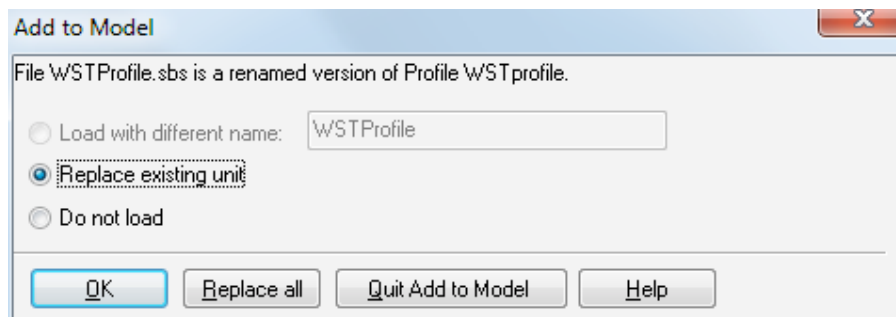 Add to Model
File WSTProfile.sbs is a renamed version of Profile WSTprofile.
Load with different name: WSTProfile
Replace existing unit
Do not load
OK Replace all Quit Add to Model Help